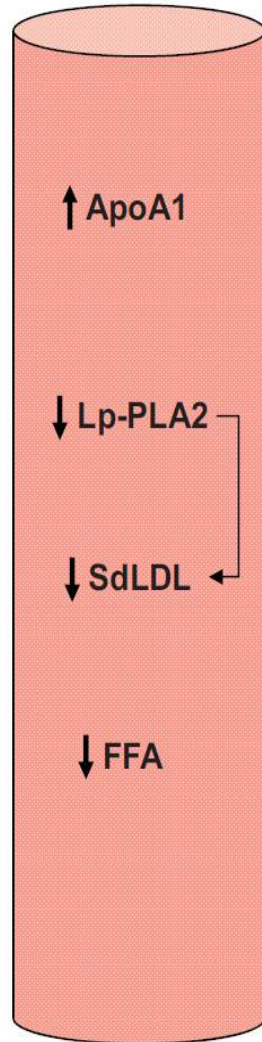 ↑ ApoA1
↓ Lp-PLA2
↓ SdLDL
↓ FFA